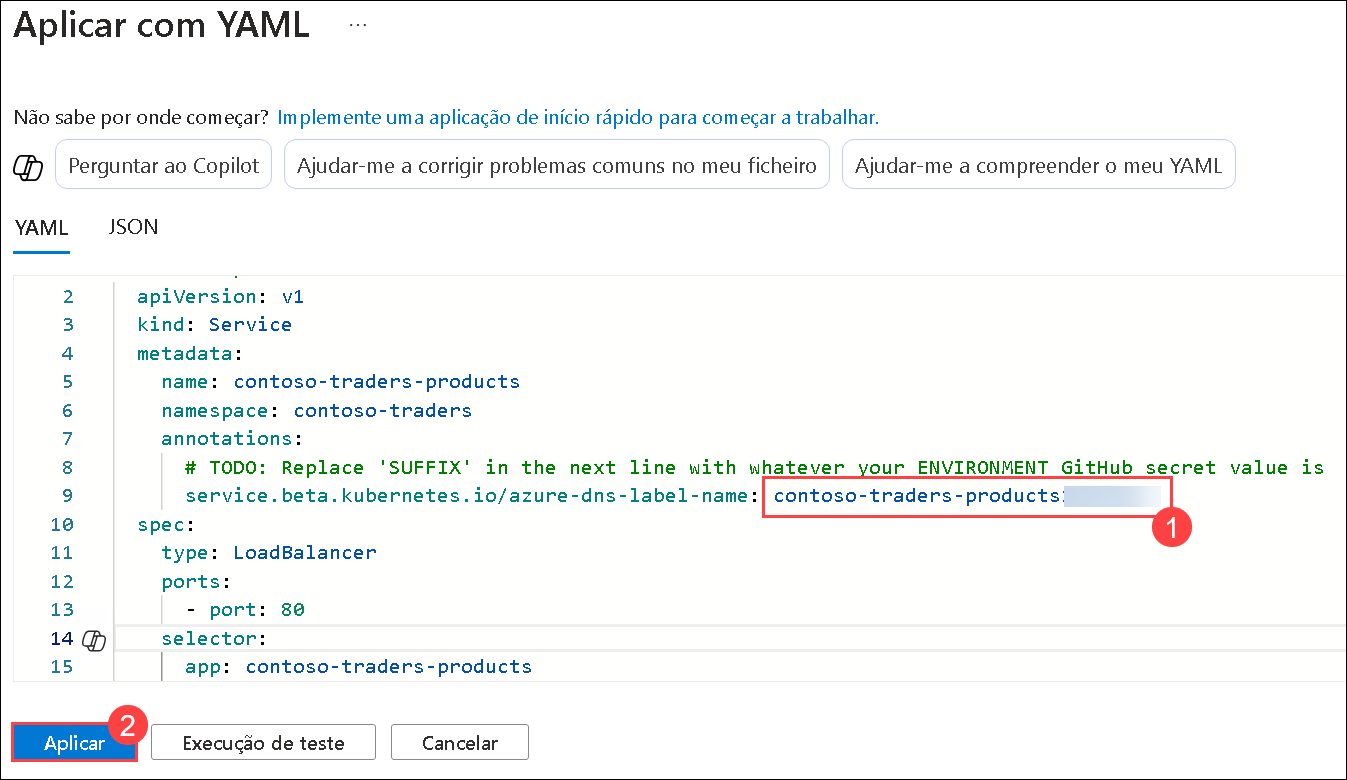 Aplicar com YAML ...
Não sabe por onde começar? Implemente uma aplicação de início rápido para começar a trabalhar.
Perguntar ao Copilot Ajudar-me a corrigir problemas comuns no meu ficheiro Ajudar-me a compreender o meu YAML
YAML JSON
2 apiVersion: v1
3 kind: Service
4 metadata:
5 name: contoso-traders-products
6 namespace: contoso-traders
7 annotations:
8 # TODO: Replace 'SUFFIX' in the next line with whatever your ENVIRONMENT GitHub secret value is
9 service.beta.kubernetes.io/azure-dns-label-name: contoso-traders-products
1
10 spec:
11 type: LoadBalancer
12 ports:
13 - port: 80
14 selector:
15 app: contoso-traders-products
2
Aplicar Execução de teste Cancelar